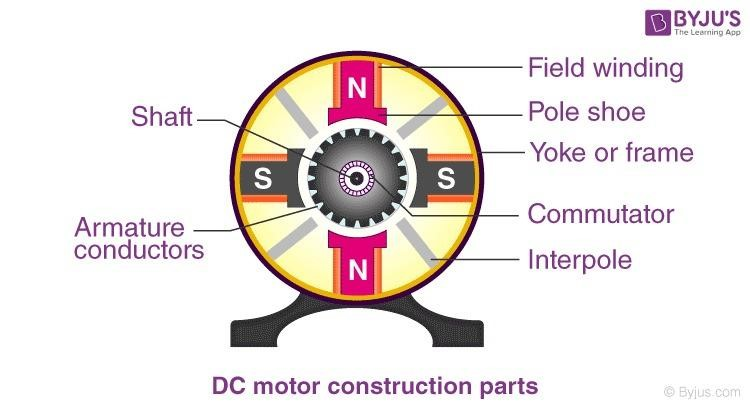 BYJU'S
The Learning App
Field winding
Pole shoe
Yoke or frame
Commutator
Interpole
Shaft
Armature
conductors
N
S
S
N
DC motor construction parts
© Byjus.com